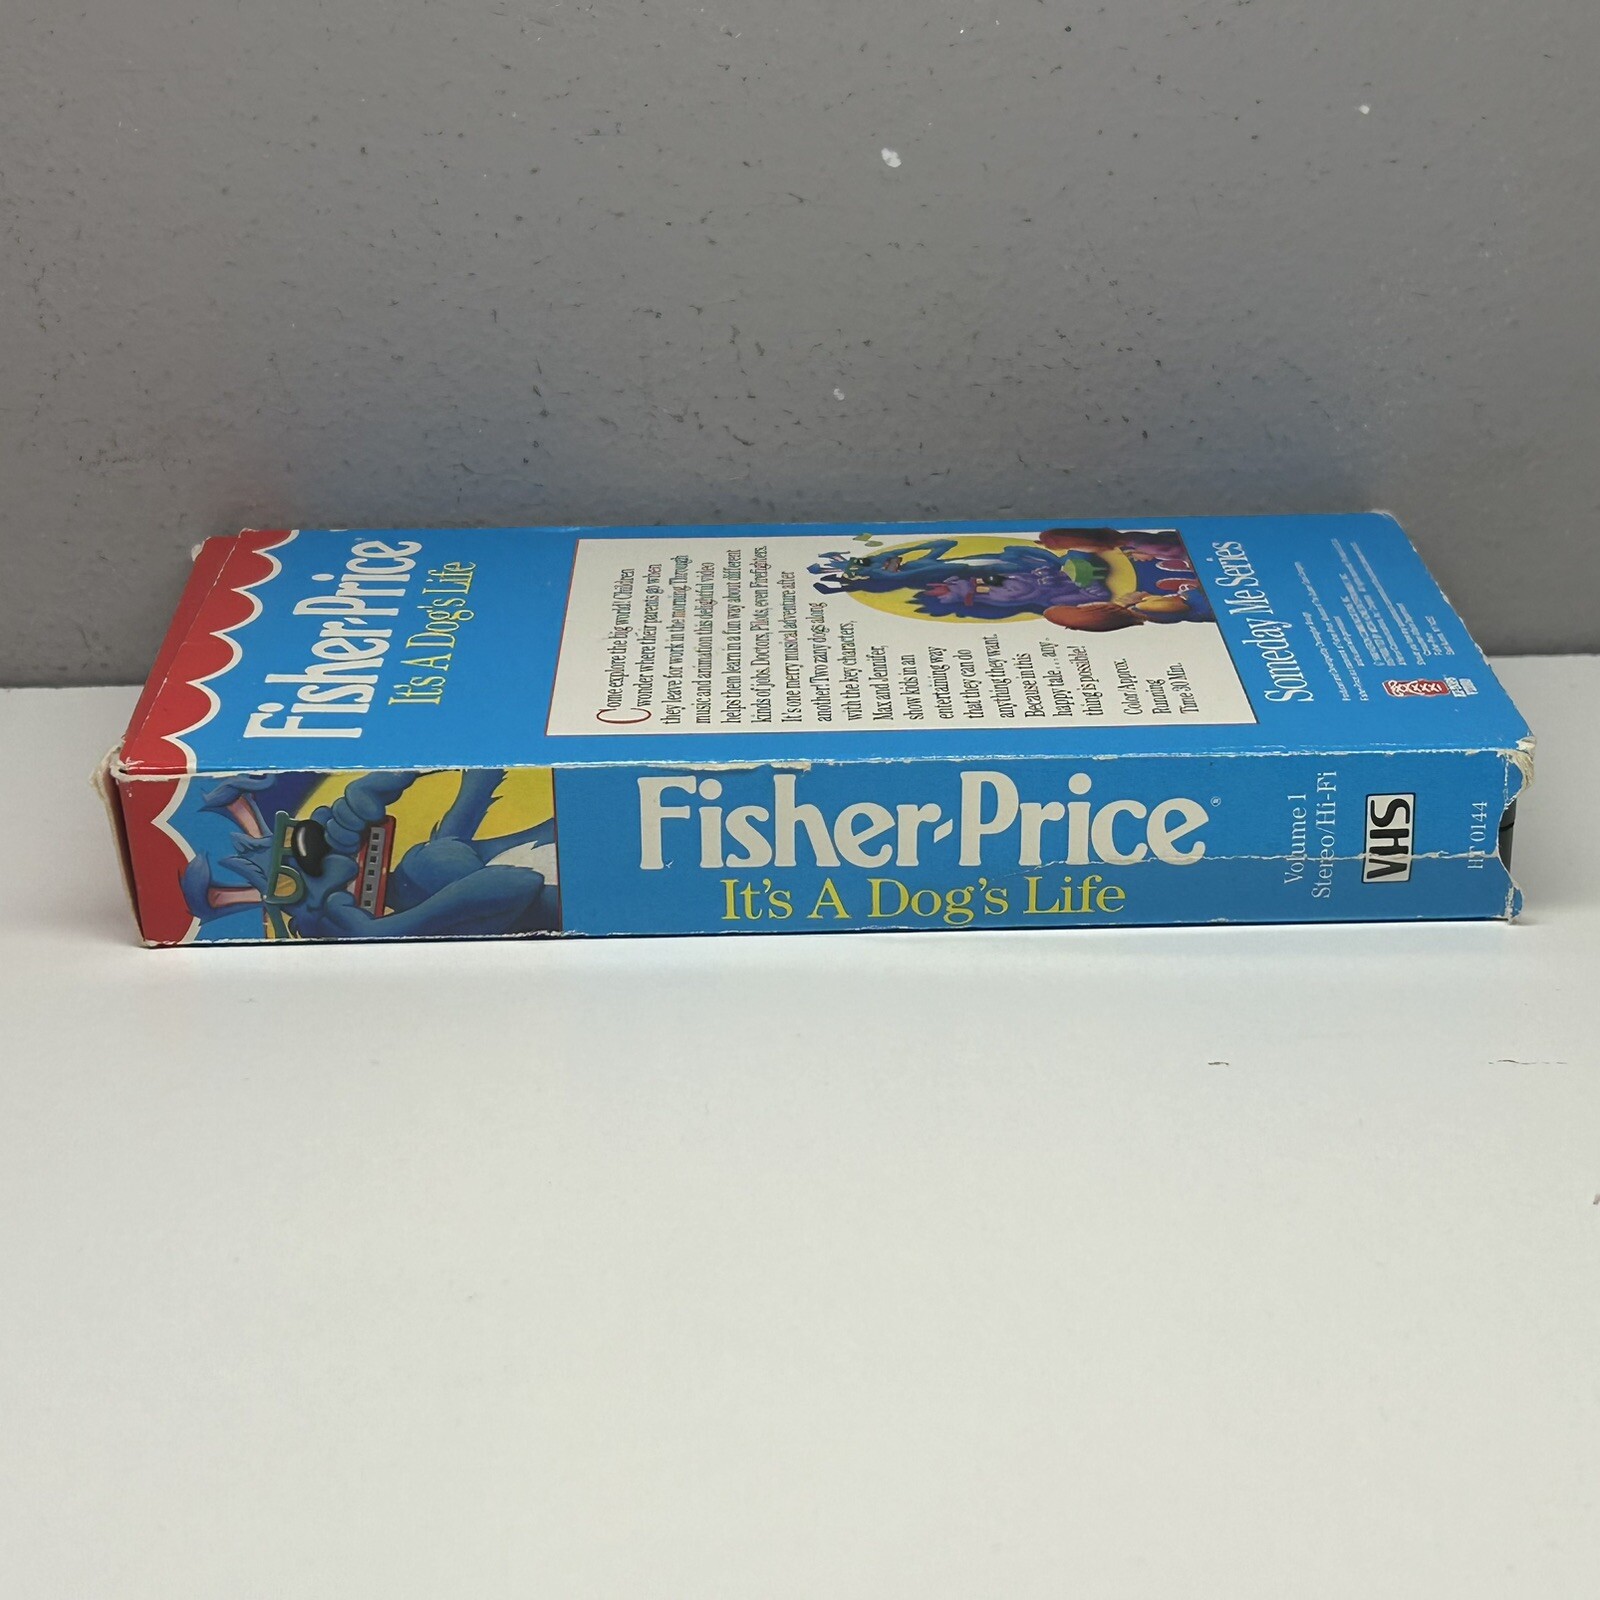 Fisher-Price
It's A Dog's Life
Come explore the big world! Children
wonder where their parents go when
they leave for work in the morning. Through
music and animation this delightful video
helps them learn in a fun way about different
kinds of jobs. Doctors, Pilots, even Firefighters.
It's one merry musical adventure after
another! Two zany dogs along
with the key characters,
Max and Jennifer,
show kids in an
entertaining way
that they can do
anything they want.
Because in this
happy tale. . . any-
thing is possible!
Color/Approx.
Running
Time 30 Min.
Someday Me Series
Fisher-Price®
It's A Dog's Life
Volume 1
Stereo/Hi-Fi
VHS
HT 0144